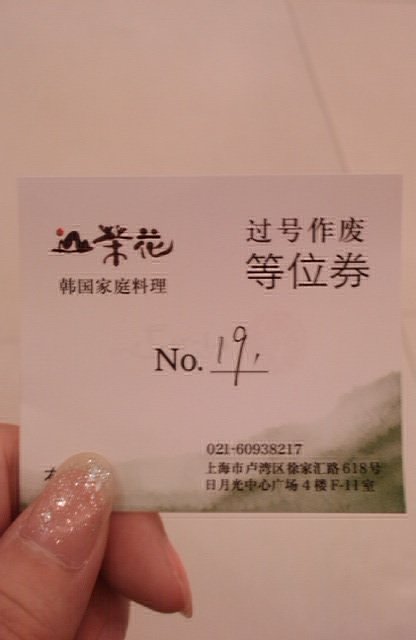 山茶花
韩国家庭料理
过号作废
等位券
No. 19,
021-60938217
上海市卢湾区徐家汇路618号
日月光中心广场4楼F-11室